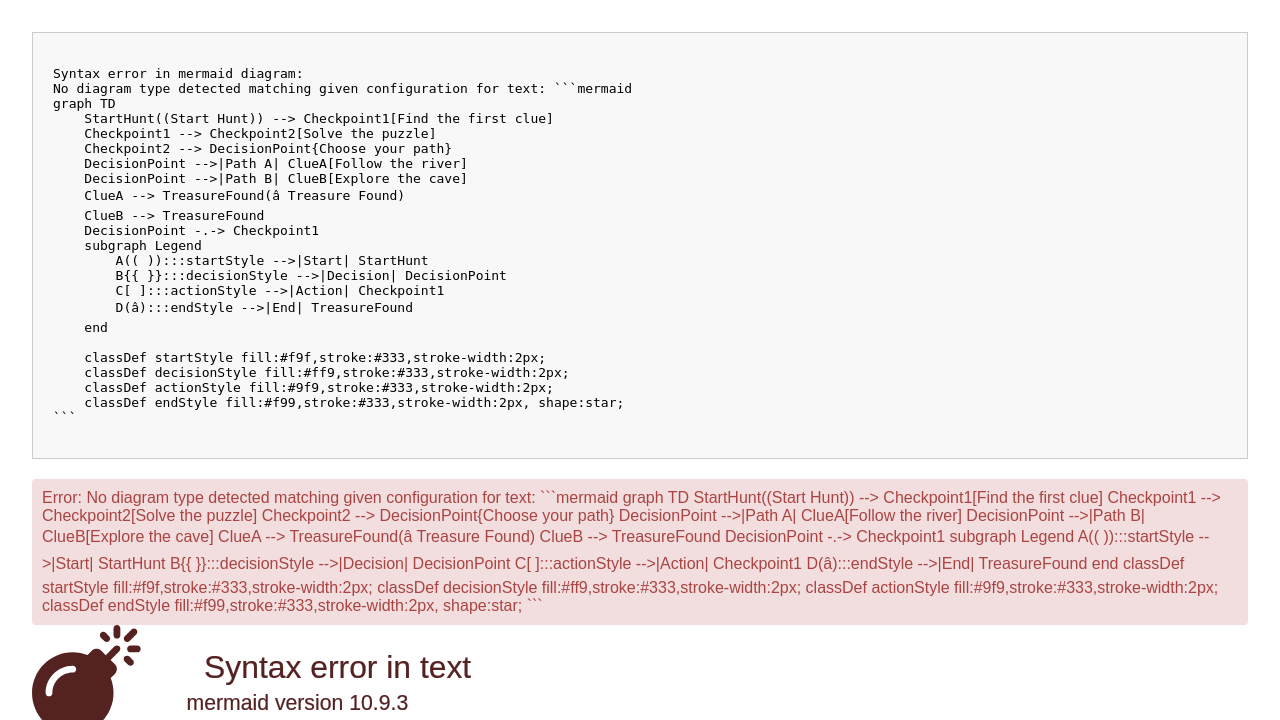 Syntax error in mermaid diagram:
No diagram type detected matching given configuration for text: ```mermaid
graph TD
    StartHunt((Start Hunt)) --> Checkpoint1[Find the first clue]
    Checkpoint1 --> Checkpoint2[Solve the puzzle]
    Checkpoint2 --> DecisionPoint{Choose your path}
    DecisionPoint -->|Path A| ClueA[Follow the river]
    DecisionPoint -->|Path B| ClueB[Explore the cave]
    ClueA --> TreasureFound(â Treasure Found)
    ClueB --> TreasureFound
    DecisionPoint -.-> Checkpoint1
    subgraph Legend
        A(( )):::startStyle -->|Start| StartHunt
        B{{ }}:::decisionStyle -->|Decision| DecisionPoint
        C[ ]:::actionStyle -->|Action| Checkpoint1
        D(â):::endStyle -->|End| TreasureFound
    end
    classDef startStyle fill:#f9f,stroke:#333,stroke-width:2px;
    classDef decisionStyle fill:#ff9,stroke:#333,stroke-width:2px;
    classDef actionStyle fill:#9f9,stroke:#333,stroke-width:2px;
    classDef endStyle fill:#f99,stroke:#333,stroke-width:2px, shape:star;
```
Error: No diagram type detected matching given configuration for text: ```mermaid graph TD StartHunt((Start Hunt)) --> Checkpoint1[Find the first clue] Checkpoint1 -->
Checkpoint2[Solve the puzzle] Checkpoint2 --> DecisionPoint{Choose your path} DecisionPoint -->|Path A| ClueA[Follow the river] DecisionPoint -->|Path B|
ClueB[Explore the cave] ClueA --> TreasureFound(â Treasure Found) ClueB --> TreasureFound DecisionPoint -.-> Checkpoint1 subgraph Legend A(( )):::startStyle --
>|Start| StartHunt B{{ }}:::decisionStyle -->|Decision| DecisionPoint C[ ]:::actionStyle -->|Action| Checkpoint1 D(â):::endStyle -->|End| TreasureFound end classDef
startStyle fill:#f9f,stroke:#333,stroke-width:2px; classDef decisionStyle fill:#ff9,stroke:#333,stroke-width:2px; classDef actionStyle fill:#9f9,stroke:#333,stroke-width:2px;
classDef endStyle fill:#f99,stroke:#333,stroke-width:2px, shape:star; ```
Syntax error in text
mermaid version 10.9.3